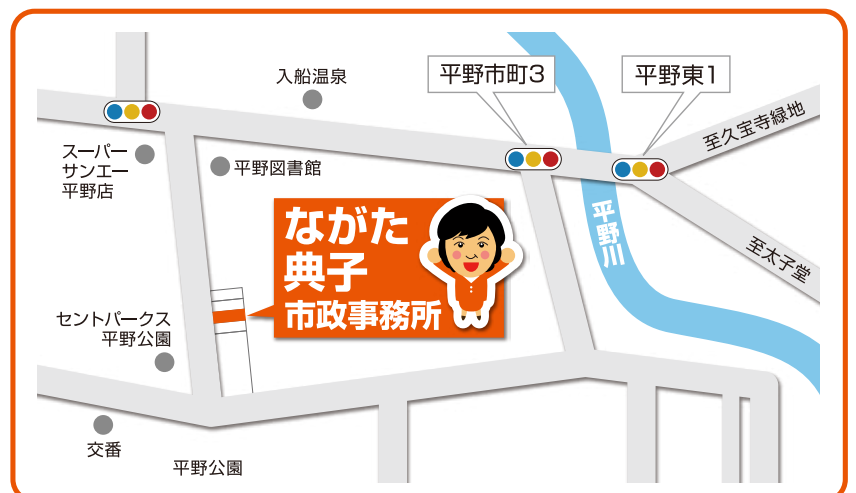 入船温泉
平野市町3
平野東1
至久宝寺緑地
スーパー
サンエー
平野店
平野図書館
ながた
典子
市政事務所
平野川
至太子堂
セントパークス
平野公園
交番
平野公園